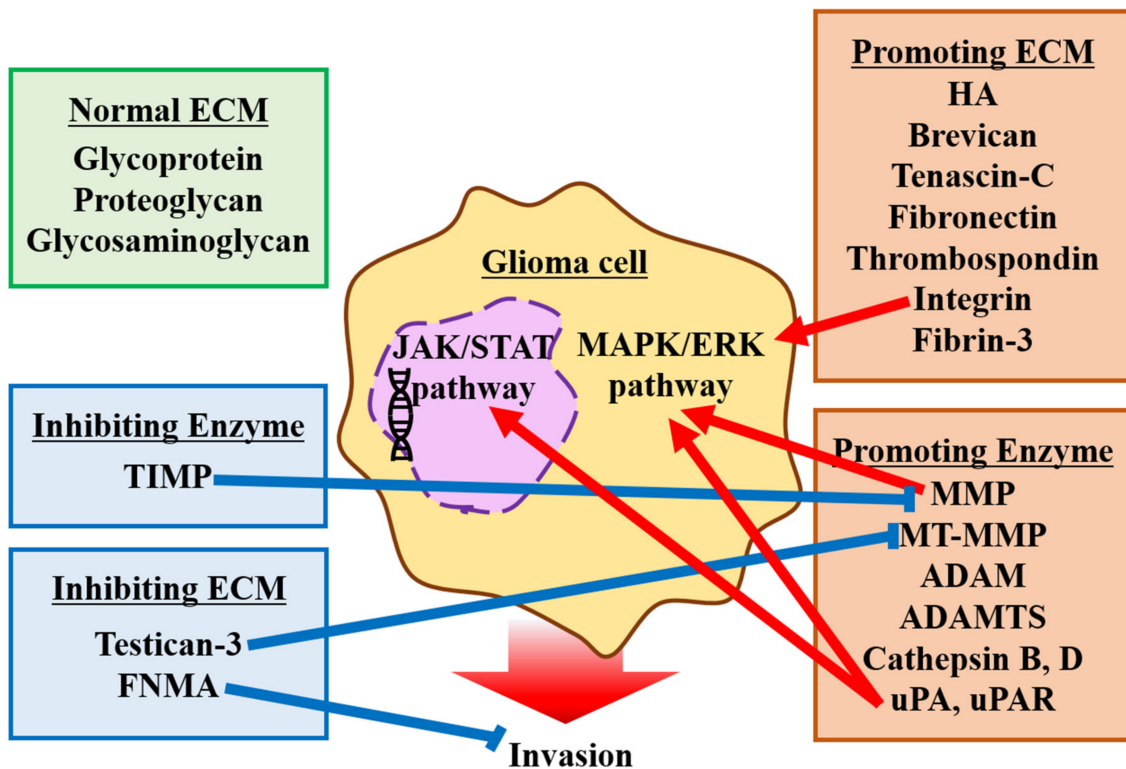 Normal ECM
Glycoprotein
Proteoglycan
Glycosaminoglycan
Inhibiting Enzyme
TIMP
Inhibiting ECM
Testican-3
FNMA
Glioma cell
JAK/STAT
pathway
MAPK/ERK
pathway
Invasion
Promoting ECM
HA
Brevican
Tenascin-C
Fibronectin
Thrombospondin
Integrin
Fibrin-3
Promoting Enzyme
MMP
MT-MMP
ADAM
ADAMTS
Cathepsin B, D
uPA, uPAR